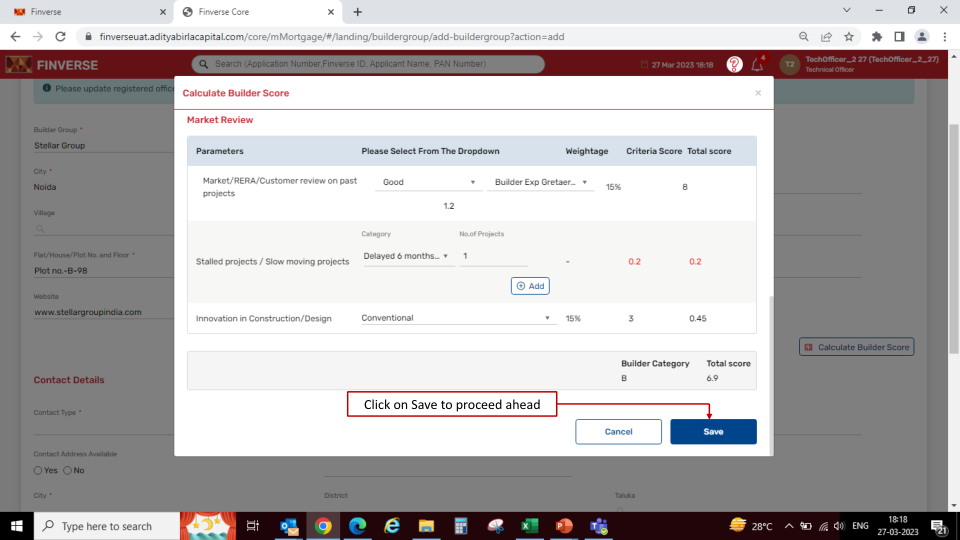 Finverse
Finverse Core
finverseuat.adityabirlacapital.com/core/mMortgage/#/landing/buildergroup/add-buildergroup?action=add
FINVERSE
Search (Application Number,Finverse ID, Applicant Name, PAN Number)
27 Mar 2023 18:18
T2
TechOfficer_2 27 (TechOfficer_2_27)
Technical Officer
Please update registered office
Calculate Builder Score
Market Review
Builder Group *
Stellar Group
City *
Noida
Village
Flat/House/Plot No. and Floor *
Plot no.-B-98
Website
www.stellargroupindia.com
Parameters Please Select From The Dropdown Weightage Criteria Score Total score
Market/RERA/Customer review on past projects
Good Builder Exp Gretaer... 15% 8
1.2
Category No.of Projects
Stalled projects / Slow moving projects Delayed 6 months... 1 - 0.2 0.2
Add
Innovation in Construction/Design Conventional 15% 3 0.45
Calculate Builder Score
Builder Category Total score
B 6.9
Click on Save to proceed ahead
Cancel Save
Contact Details
Contact Type *
Contact Address Available
Yes No
City * District Taluka
Type here to search
28°C ENG
18:18
27-03-2023
21